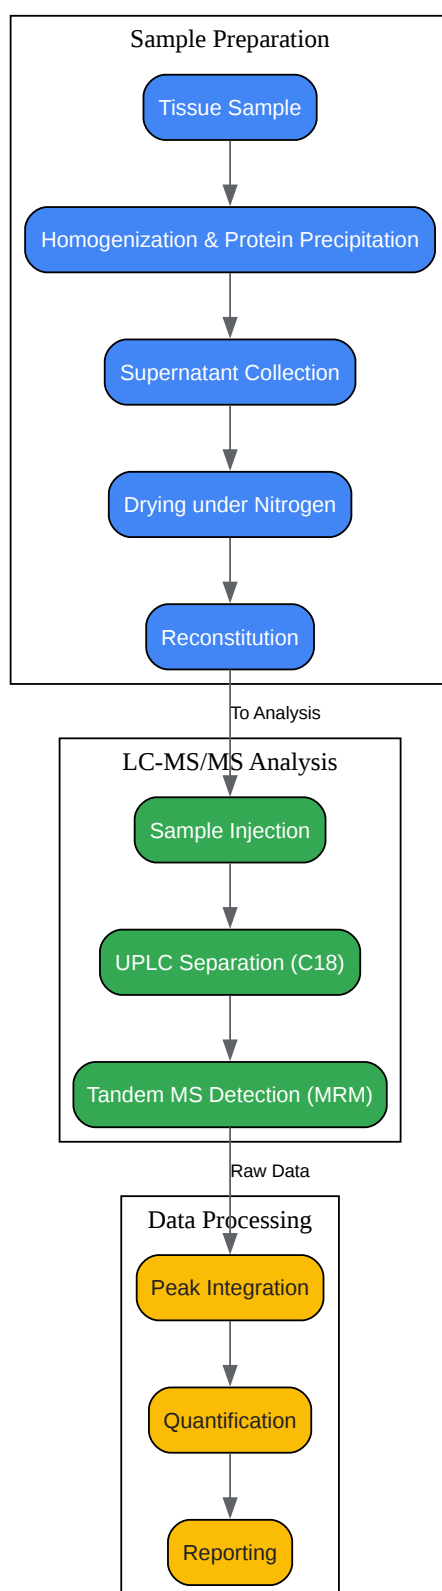 Sample Preparation
Tissue Sample
Homogenization & Protein Precipitation
Supernatant Collection
Drying under Nitrogen
Reconstitution
To Analysis
LC-MS/MS Analysis
Sample Injection
UPLC Separation (C18)
Tandem MS Detection (MRM)
Raw Data
Data Processing
Peak Integration
Quantification
Reporting